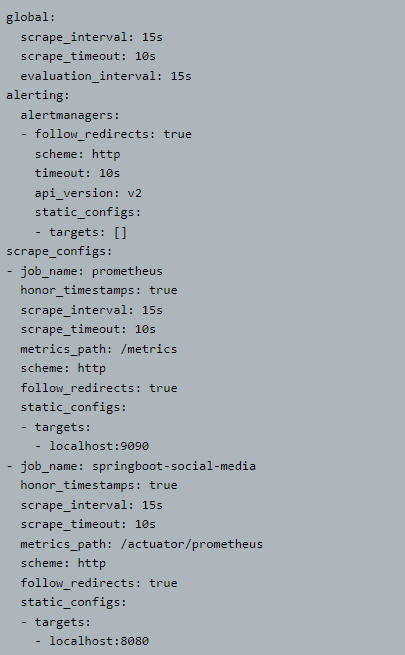 global:
  scrape_interval: 15s
  scrape_timeout: 10s
  evaluation_interval: 15s
alerting:
  alertmanagers:
  - follow_redirects: true
    scheme: http
    timeout: 10s
    api_version: v2
    static_configs:
    - targets: []
scrape_configs:
- job_name: prometheus
  honor_timestamps: true
  scrape_interval: 15s
  scrape_timeout: 10s
  metrics_path: /metrics
  scheme: http
  follow_redirects: true
  static_configs:
  - targets:
    - localhost:9090
- job_name: springboot-social-media
  honor_timestamps: true
  scrape_interval: 15s
  scrape_timeout: 10s
  metrics_path: /actuator/prometheus
  scheme: http
  follow_redirects: true
  static_configs:
  - targets:
    - localhost:8080